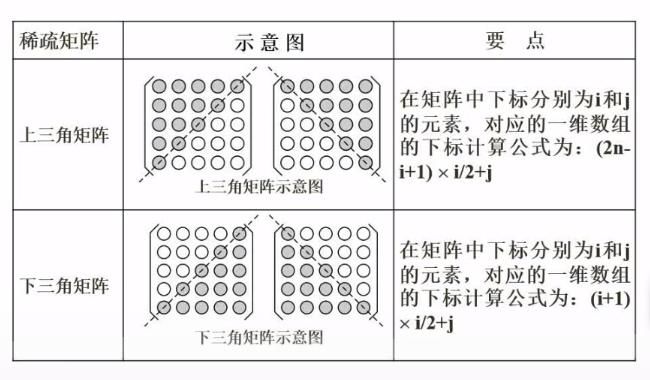 稀疏矩阵
示意图
要 点
上三角矩阵
上三角矩阵示意图
在矩阵中下标分别为i和j
的元素，对应的一维数组
的下标计算公式为：(2n-
i+1) × i/2+j
下三角矩阵
下三角矩阵示意图
在矩阵中下标分别为i和j
的元素，对应的一维数组
的下标计算公式为：(i+1)
× i/2+j